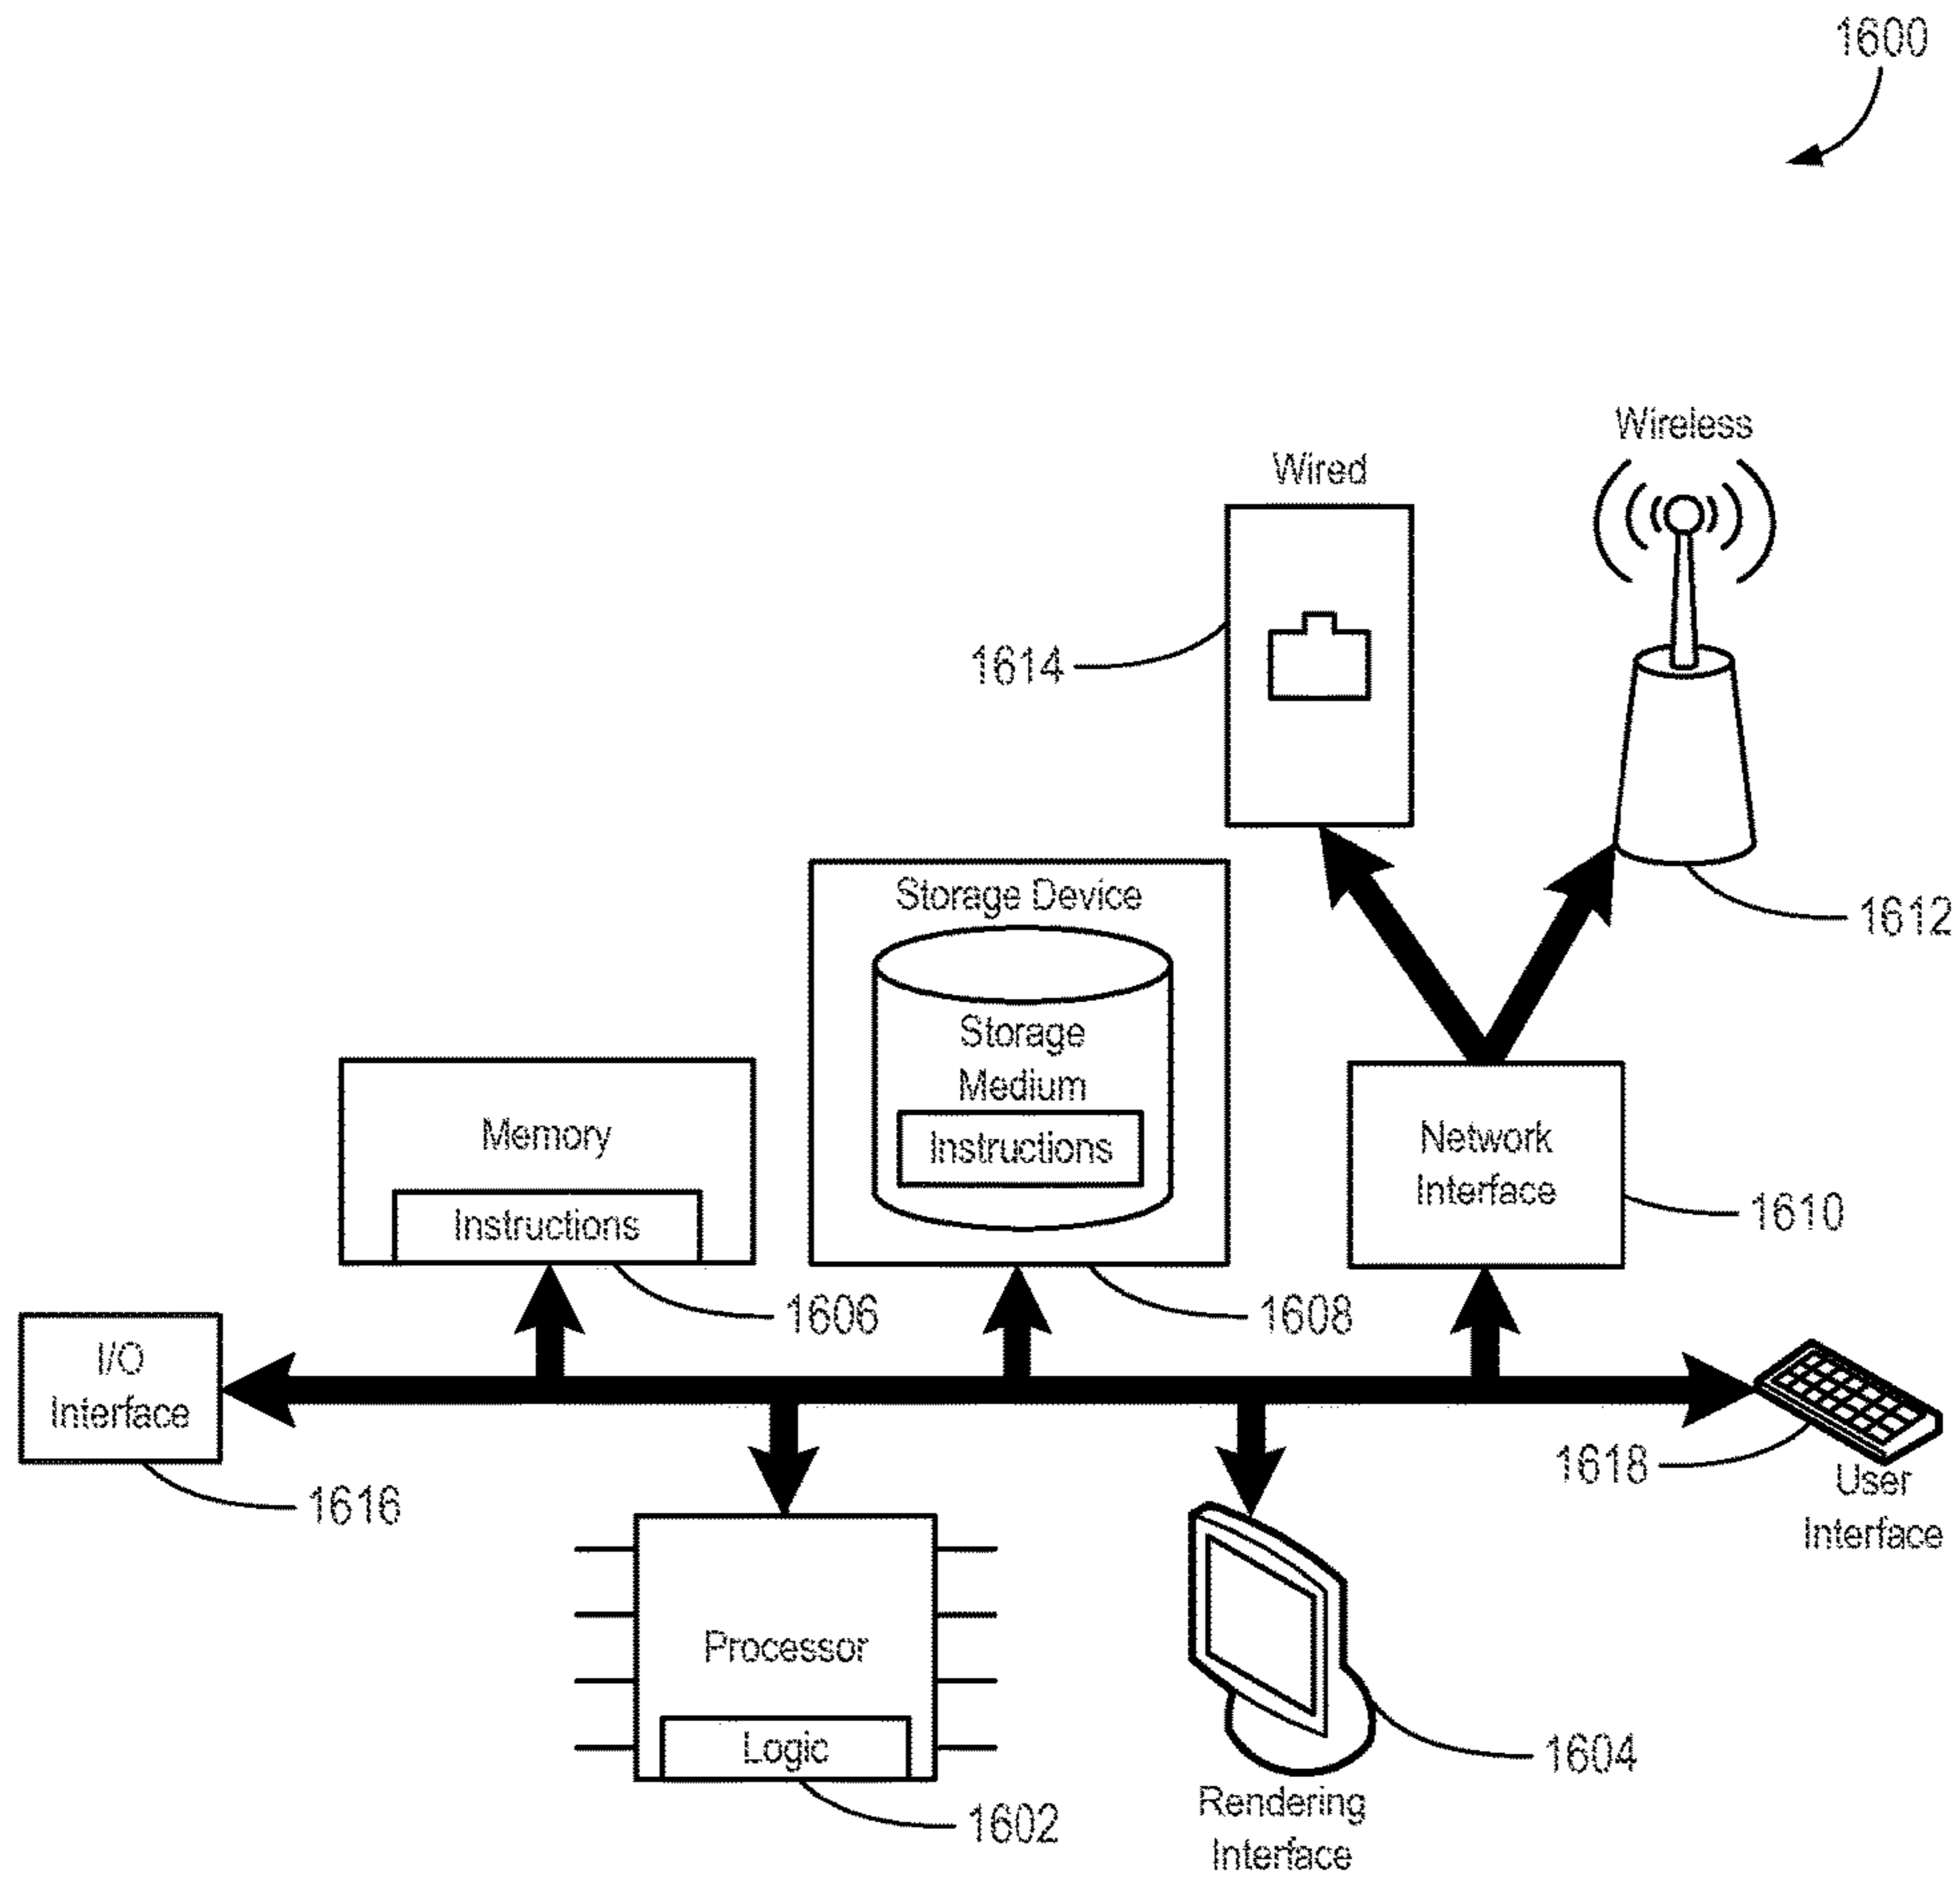 1600
Wireless
Wired
1614
1612
Storage Device
Storage
Medium
Instructions
Memory
Instructions
Network
Interface
1610
1606
1608
I/O
Interface
1616
1618
User
Interface
Processor
Logic
1602
1604
Rendering
Interface